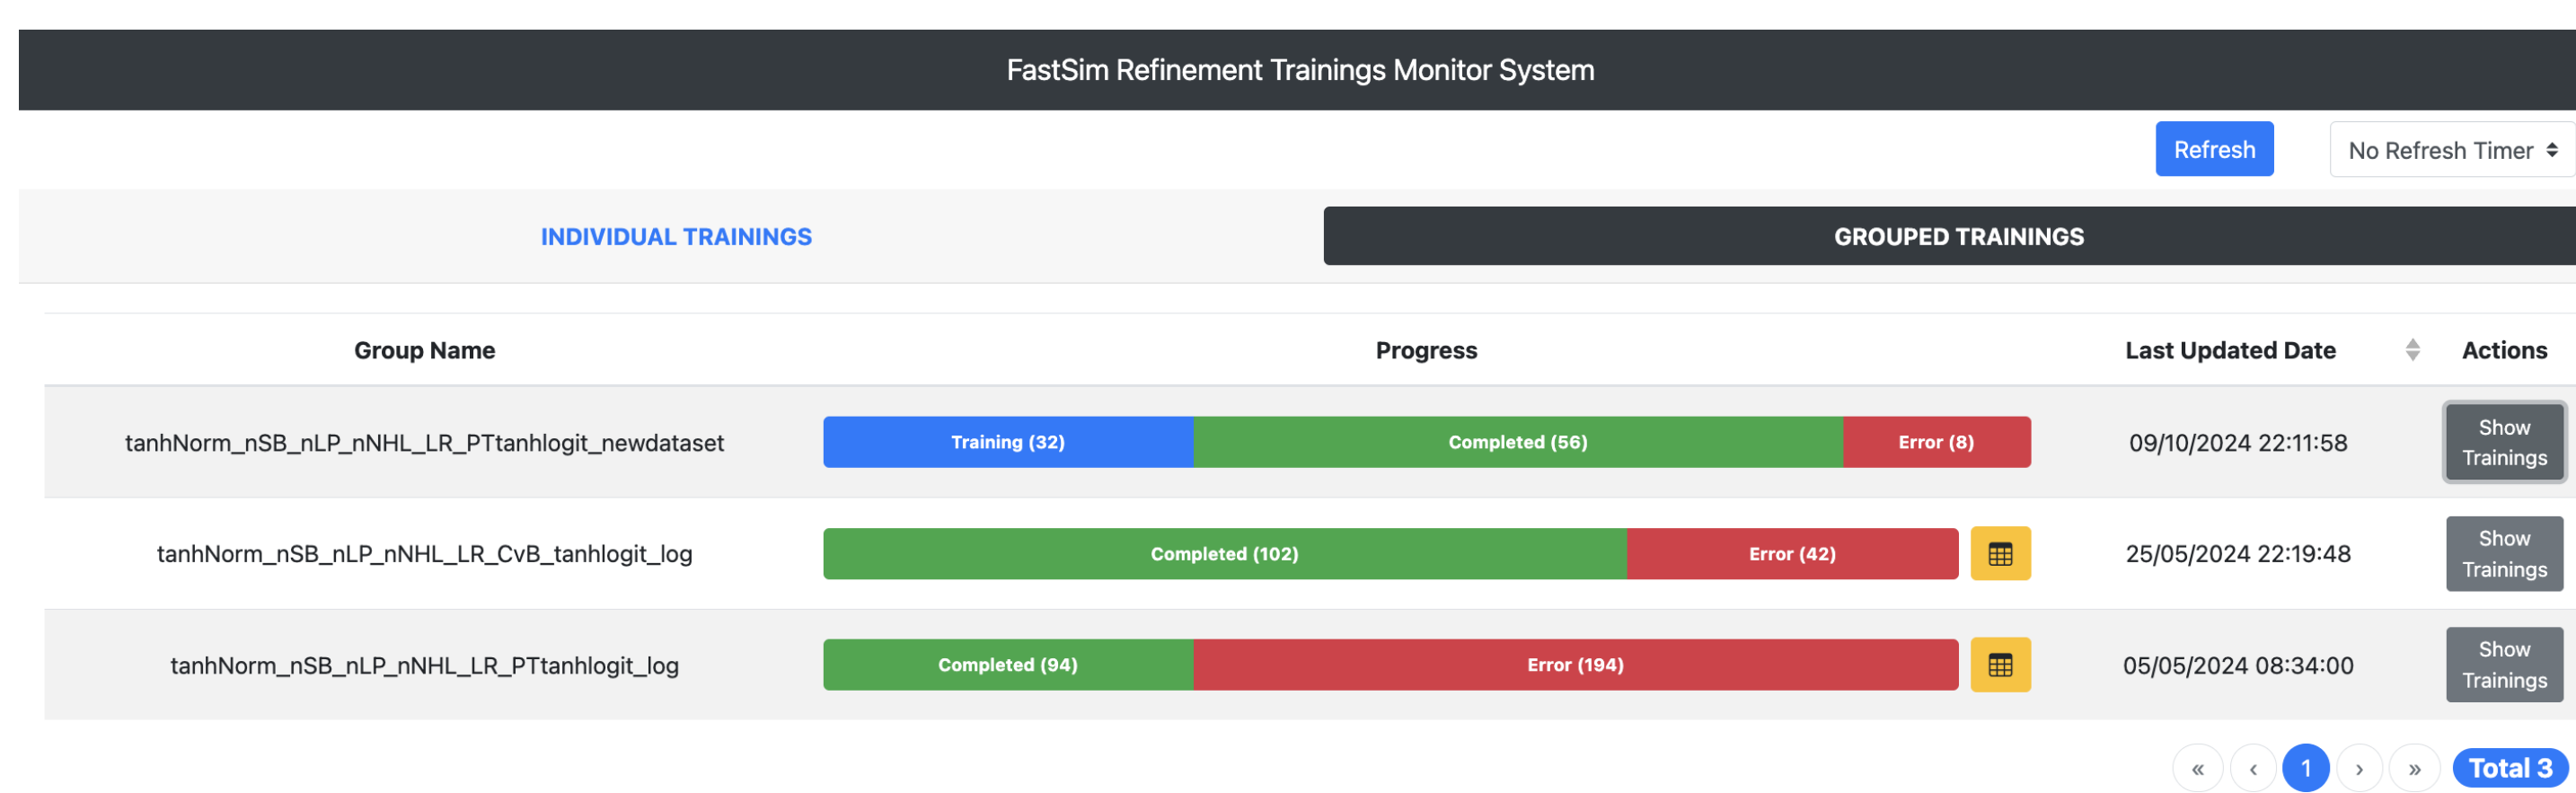 FastSim Refinement Trainings Monitor System
Refresh
No Refresh Timer
INDIVIDUAL TRAININGS
GROUPED TRAININGS
Group Name
Progress
Last Updated Date
Actions
tanhNorm_nSB_nLP_nNHL_LR_PTtanhlogit_newdataset
Training (32)
Completed (56)
Error (8)
09/10/2024 22:11:58
Show
Trainings
tanhNorm_nSB_nLP_nNHL_LR_CvB_tanhlogit_log
Completed (102)
Error (42)
25/05/2024 22:19:48
Show
Trainings
tanhNorm_nSB_nLP_nNHL_LR_PTtanhlogit_log
Completed (94)
Error (194)
05/05/2024 08:34:00
Show
Trainings
« ‹ 1 › » Total 3